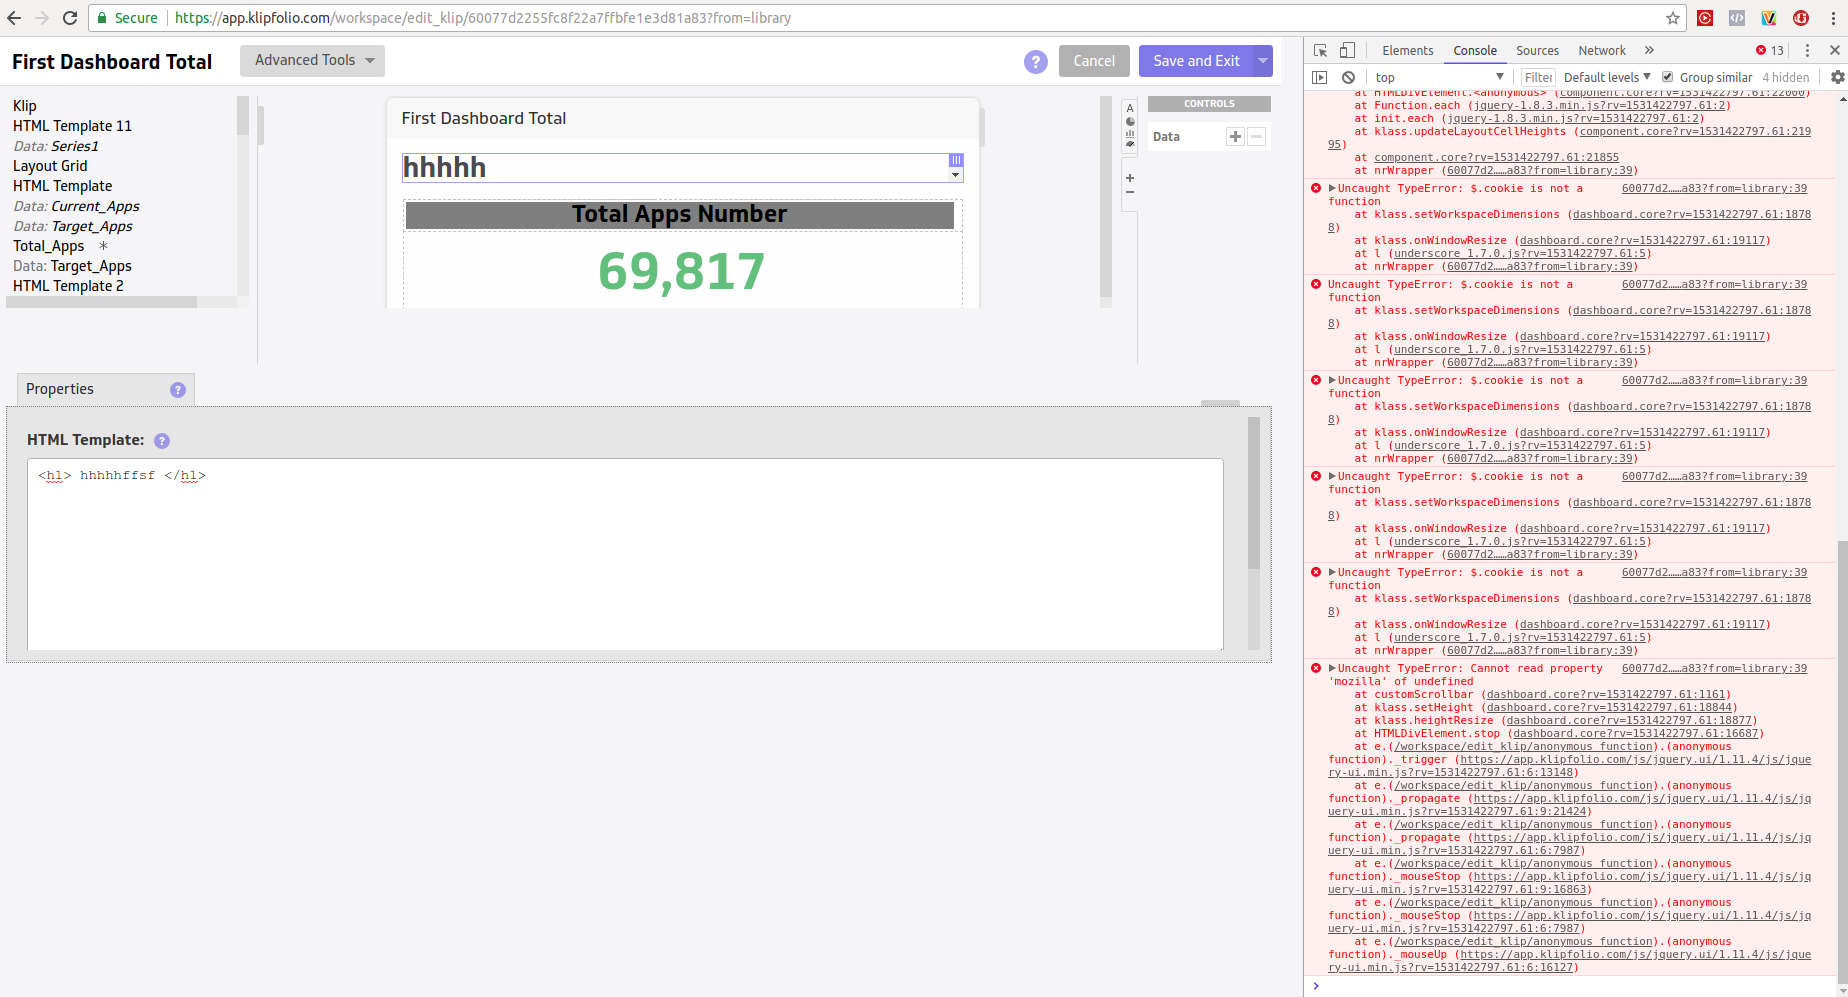 Secure https://app.klipfolio.com/workspace/edit_klip/60077d2255fc8f22a7ffbfe1e3d81a83?from=library
First Dashboard Total
Advanced Tools
?
Cancel
Save and Exit
Klip
HTML Template 11
Data: Series1
Layout Grid
HTML Template
Data: Current_Apps
Data: Target_Apps
Total_Apps *
Data: Target_Apps
HTML Template 2
First Dashboard Total
hhhhh
Total Apps Number
69,817
A
CONTROLS
Data
Properties ?
HTML Template: ?
<h1> hhhhhffsf </h1>
Elements Console Sources Network » 13
top Filter Default levels Group similar 4 hidden
at HTMLDivElement.<anonymous> (component.core?rv=1531422797.61:22000)
at Function.each (jquery-1.8.3.min.js?rv=1531422797.61:2)
at init.each (jquery-1.8.3.min.js?rv=1531422797.61:2)
at klass.updateLayoutCellHeights (component.core?rv=1531422797.61:219
95)
at component.core?rv=1531422797.61:21855
at nrWrapper (60077d2……a83?from=library:39)
Uncaught TypeError: $.cookie is not a 60077d2……a83?from=library:39
function
at klass.setWorkspaceDimensions (dashboard.core?rv=1531422797.61:1878
8)
at klass.onWindowResize (dashboard.core?rv=1531422797.61:19117)
at l (underscore_1.7.0.js?rv=1531422797.61:5)
at nrWrapper (60077d2……a83?from=library:39)
Uncaught TypeError: $.cookie is not a 60077d2……a83?from=library:39
function
at klass.setWorkspaceDimensions (dashboard.core?rv=1531422797.61:1878
8)
at klass.onWindowResize (dashboard.core?rv=1531422797.61:19117)
at l (underscore_1.7.0.js?rv=1531422797.61:5)
at nrWrapper (60077d2……a83?from=library:39)
Uncaught TypeError: $.cookie is not a 60077d2……a83?from=library:39
function
at klass.setWorkspaceDimensions (dashboard.core?rv=1531422797.61:1878
8)
at klass.onWindowResize (dashboard.core?rv=1531422797.61:19117)
at l (underscore_1.7.0.js?rv=1531422797.61:5)
at nrWrapper (60077d2……a83?from=library:39)
Uncaught TypeError: $.cookie is not a 60077d2……a83?from=library:39
function
at klass.setWorkspaceDimensions (dashboard.core?rv=1531422797.61:1878
8)
at klass.onWindowResize (dashboard.core?rv=1531422797.61:19117)
at l (underscore_1.7.0.js?rv=1531422797.61:5)
at nrWrapper (60077d2……a83?from=library:39)
Uncaught TypeError: $.cookie is not a 60077d2……a83?from=library:39
function
at klass.setWorkspaceDimensions (dashboard.core?rv=1531422797.61:1878
8)
at klass.onWindowResize (dashboard.core?rv=1531422797.61:19117)
at l (underscore_1.7.0.js?rv=1531422797.61:5)
at nrWrapper (60077d2……a83?from=library:39)
Uncaught TypeError: Cannot read property 60077d2……a83?from=library:39
'mozilla' of undefined
at customScrollbar (dashboard.core?rv=1531422797.61:1161)
at klass.setHeight (dashboard.core?rv=1531422797.61:18844)
at klass.heightResize (dashboard.core?rv=1531422797.61:18877)
at HTMLDivElement.stop (dashboard.core?rv=1531422797.61:16687)
at e.(/workspace/edit_klip/anonymous function).(anonymous
function)._trigger (https://app.klipfolio.com/js/jquery.ui/1.11.4/js/jque
ry-ui.min.js?rv=1531422797.61:6:13148)
at e.(/workspace/edit_klip/anonymous function).(anonymous
function)._propagate (https://app.klipfolio.com/js/jquery.ui/1.11.4/js/jq
uery-ui.min.js?rv=1531422797.61:9:21424)
at e.(/workspace/edit_klip/anonymous function).(anonymous
function)._propagate (https://app.klipfolio.com/js/jquery.ui/1.11.4/js/jq
uery-ui.min.js?rv=1531422797.61:6:7987)
at e.(/workspace/edit_klip/anonymous function).(anonymous
function)._mouseStop (https://app.klipfolio.com/js/jquery.ui/1.11.4/js/jq
uery-ui.min.js?rv=1531422797.61:9:16863)
at e.(/workspace/edit_klip/anonymous function).(anonymous
function)._mouseStop (https://app.klipfolio.com/js/jquery.ui/1.11.4/js/jq
uery-ui.min.js?rv=1531422797.61:6:7987)
at e.(/workspace/edit_klip/anonymous function).(anonymous
function)._mouseUp (https://app.klipfolio.com/js/jquery.ui/1.11.4/js/jque
ry-ui.min.js?rv=1531422797.61:6:16127)